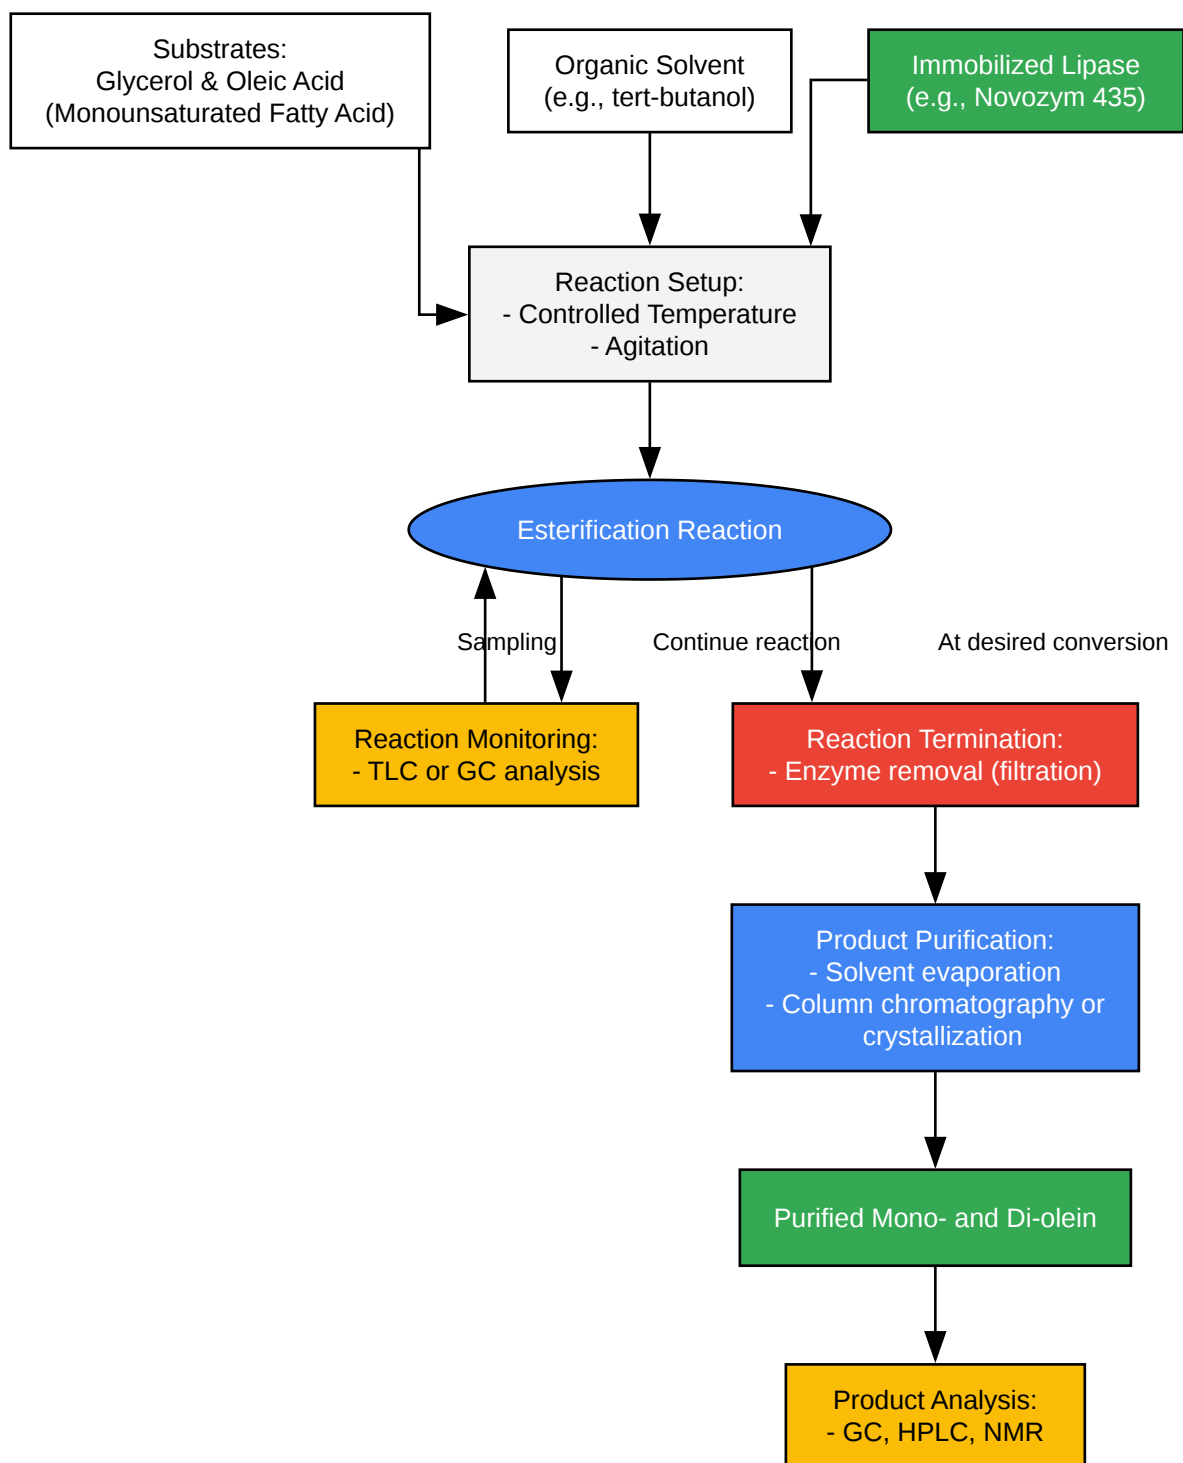 Substrates:
Glycerol & Oleic Acid
(Monounsaturated Fatty Acid)
Organic Solvent
(e.g., tert-butanol)
Immobilized Lipase
(e.g., Novozym 435)
Reaction Setup:
- Controlled Temperature
- Agitation
Esterification Reaction
Sampling
Continue reaction
At desired conversion
Reaction Monitoring:
- TLC or GC analysis
Reaction Termination:
- Enzyme removal (filtration)
Product Purification:
- Solvent evaporation
- Column chromatography or
crystallization
Purified Mono- and Di-olein
Product Analysis:
- GC, HPLC, NMR